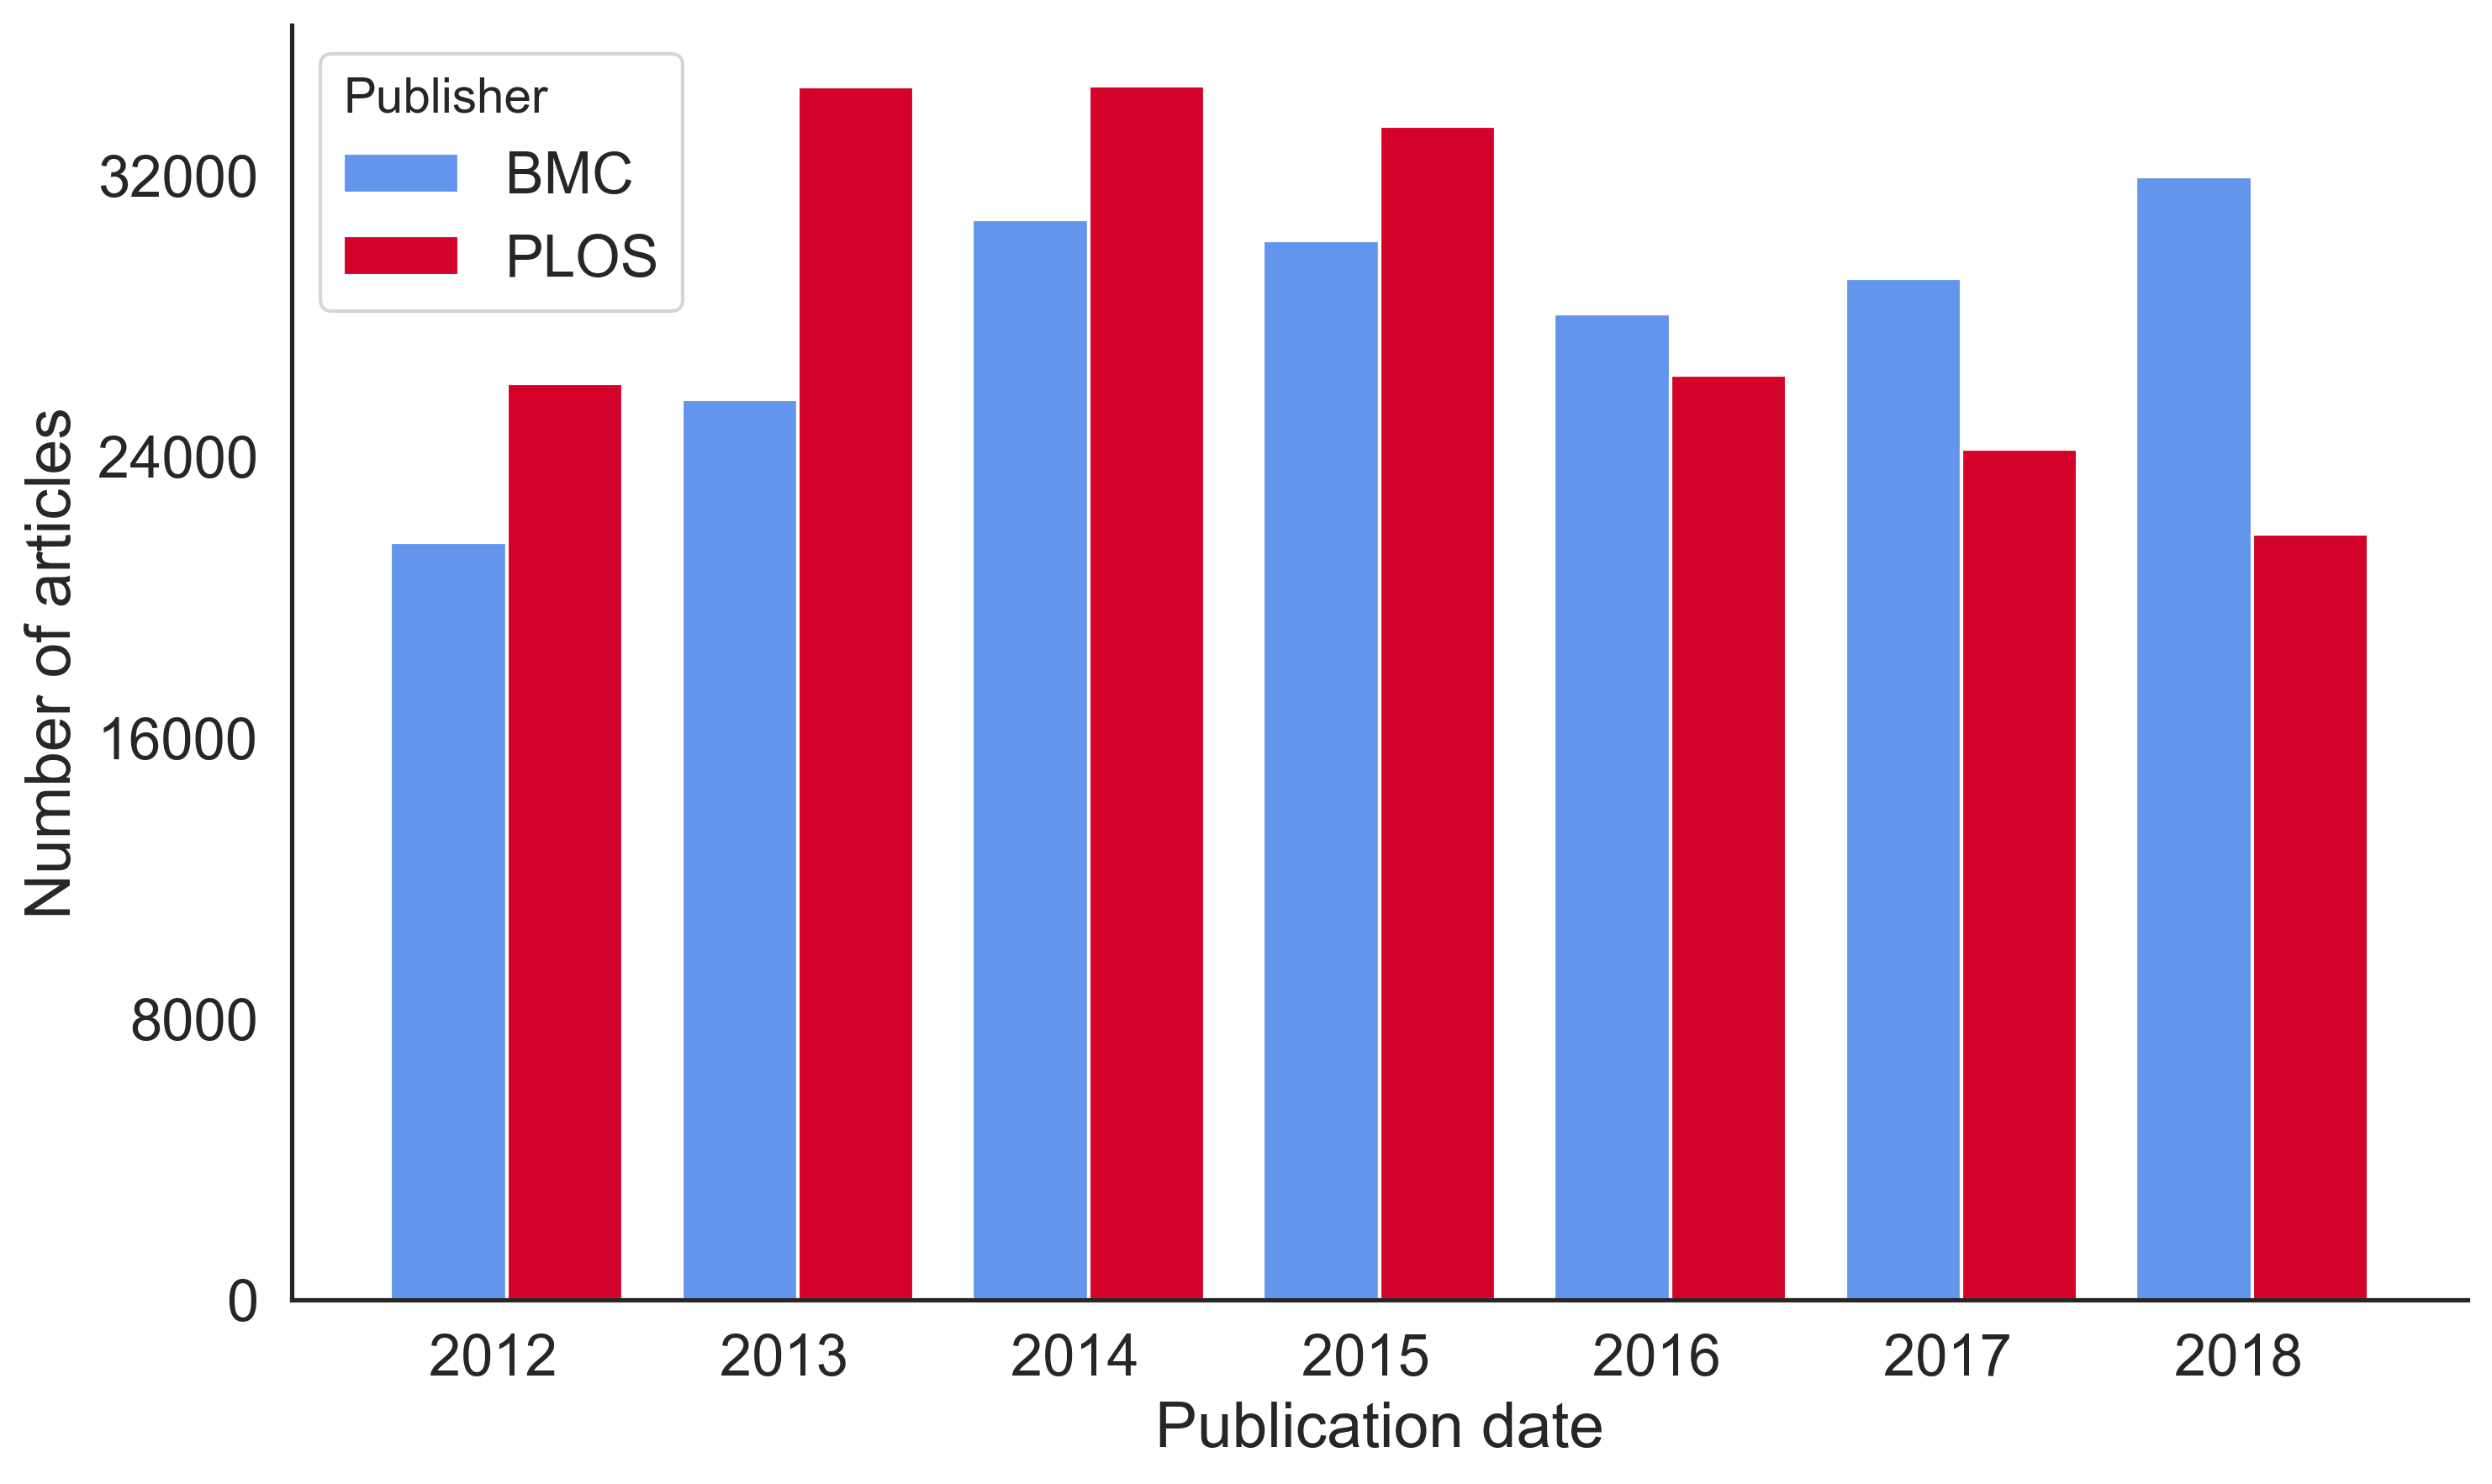 Publisher
BMC
PLOS
Number of articles
32000
24000
16000
8000
0
2012 2013 2014 2015 2016 2017 2018
Publication date